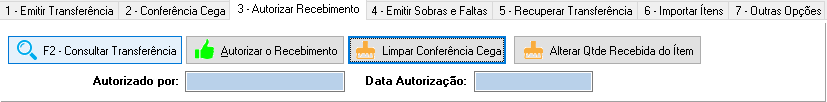 1 - Emitir Transferência 2 - Conferência Cega 3 - Autorizar Recebimento 4 - Emitir Sobras e Faltas 5 - Recuperar Transferência 6 - Importar Ítens 7 - Outras Opções
F2 - Consultar Transferência Autorizar o Recebimento Limpar Conferência Cega Alterar Qtde Recebida do Ítem
Autorizado por: Data Autorização: